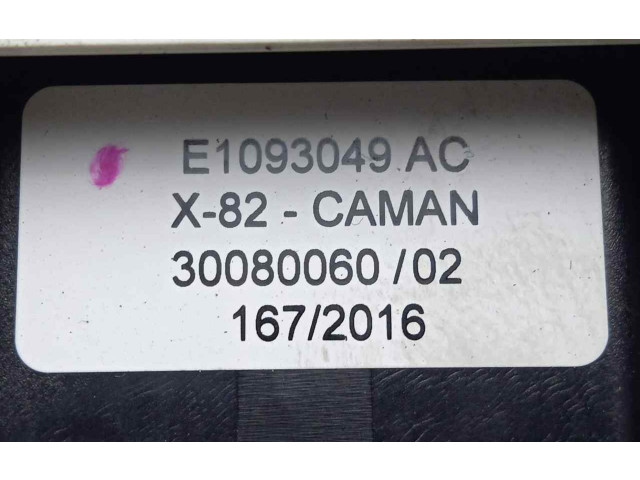 E1093049 AC
X-82 - CAMAN
30080060 /02
167/2016